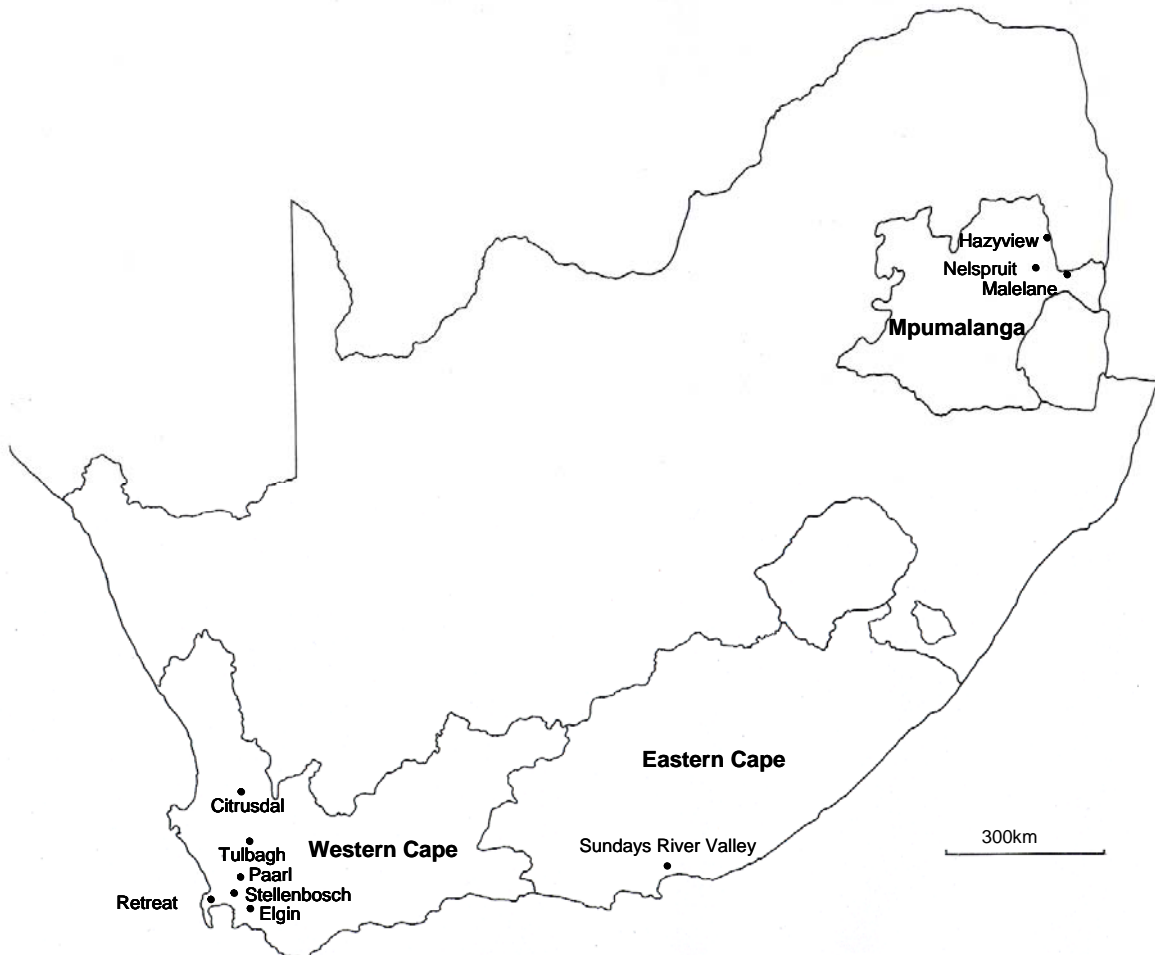 Hazyview
Nelspruit
Malelane
Mpumalanga
Eastern Cape
Citrusdal
300km
Sundays River Valley
Western Cape
Tulbagh
Paarl
Stellenbosch
Retreat
Elgin